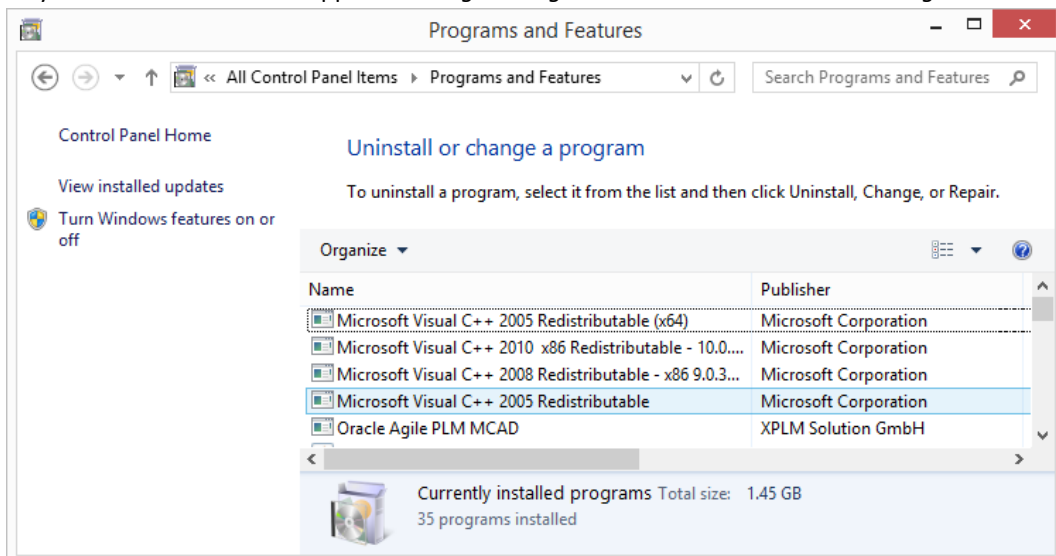 Programs and Features
« All Control Panel Items Programs and Features Search Programs and Features
Control Panel Home
View installed updates
Turn Windows features on or
off
Uninstall or change a program
To uninstall a program, select it from the list and then click Uninstall, Change, or Repair.
Organize
Name Publisher
Microsoft Visual C++ 2005 Redistributable (x64) Microsoft Corporation
Microsoft Visual C++ 2010 x86 Redistributable - 10.0.... Microsoft Corporation
Microsoft Visual C++ 2008 Redistributable - x86 9.0.3... Microsoft Corporation
Microsoft Visual C++ 2005 Redistributable Microsoft Corporation
Oracle Agile PLM MCAD XPLM Solution GmbH
Currently installed programs Total size: 1.45 GB
35 programs installed